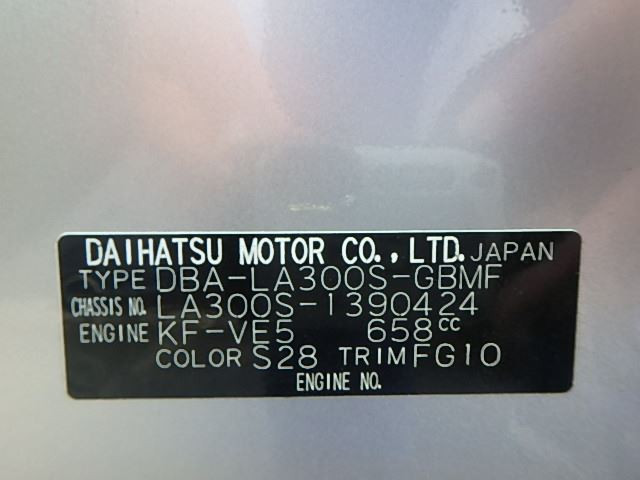 DAIHATSU MOTOR CO., LTD. JAPAN
TYPE DBA-LA300S-GBMF
CHASSIS NO. LA300S-1390424
ENGINE KF-VE5 658cc
COLOR S28 TRIM FG10
ENGINE NO.